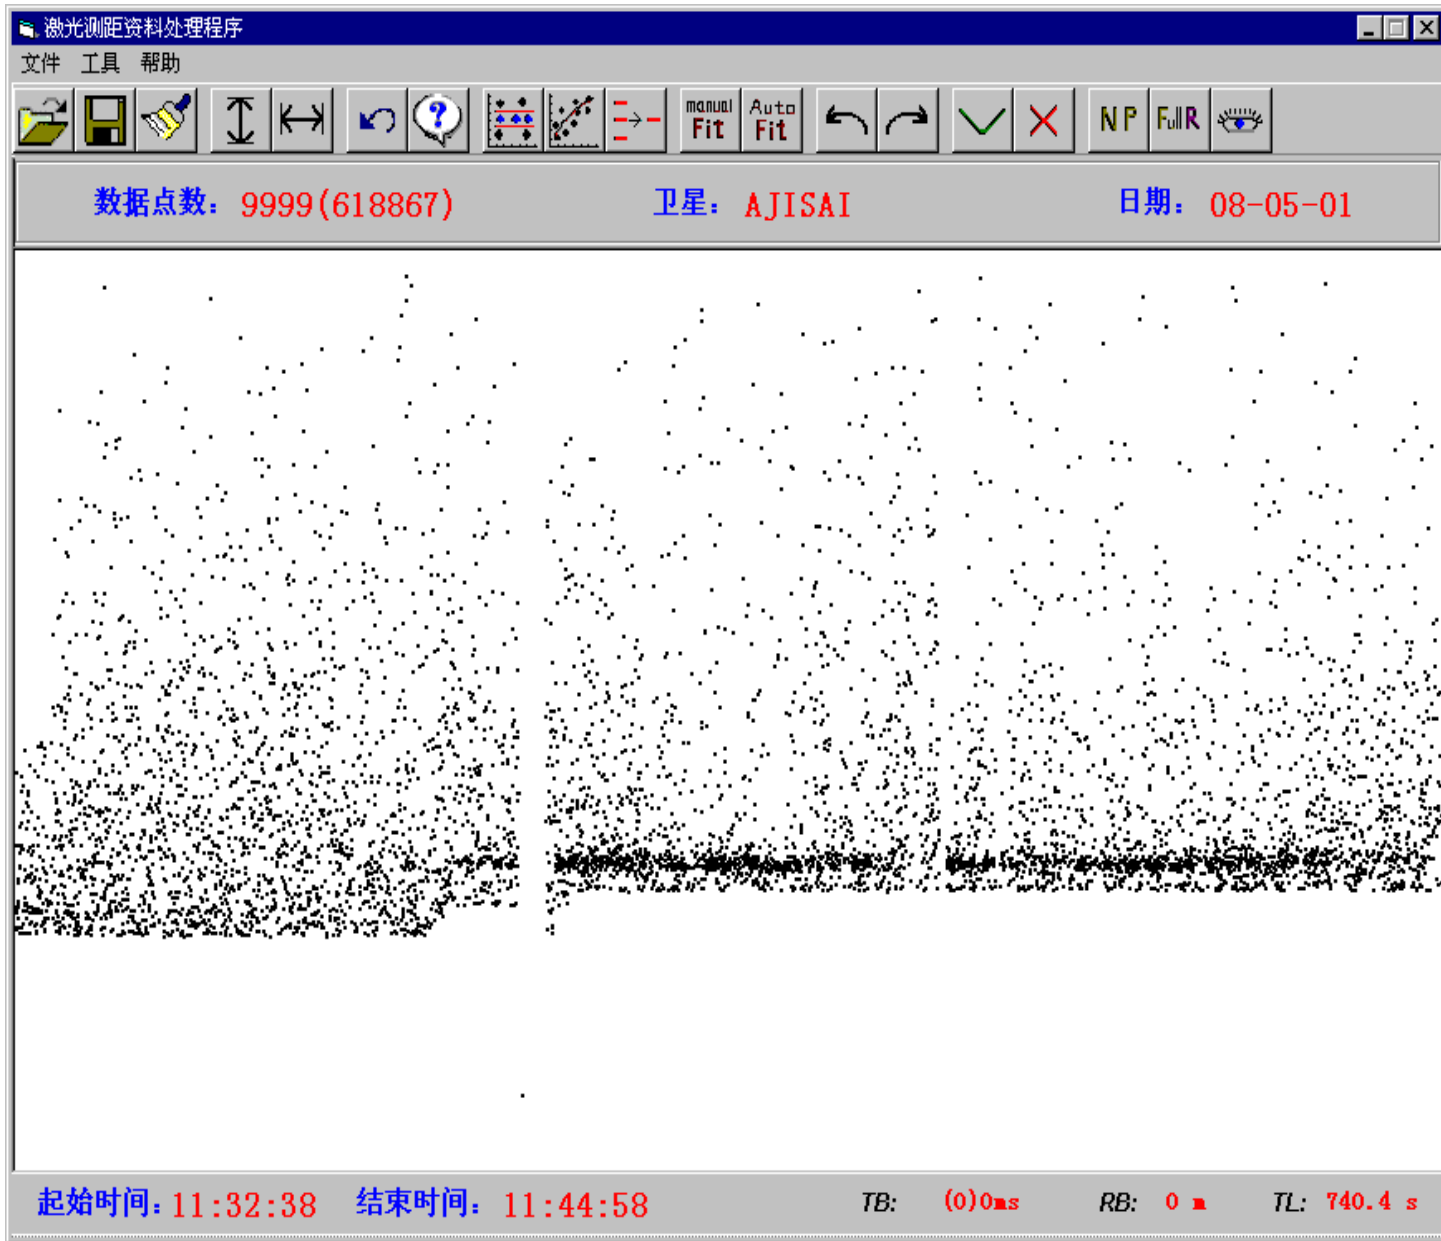 激光测距资料处理程序
文件 工具 帮助
manual Fit Auto Fit NP FullR
数据点数: 9999(618867) 卫星: AJISAI 日期: 08-05-01
起始时间: 11:32:38 结束时间: 11:44:58 TB: (0)0ms RB: 0 m TL: 740.4 s